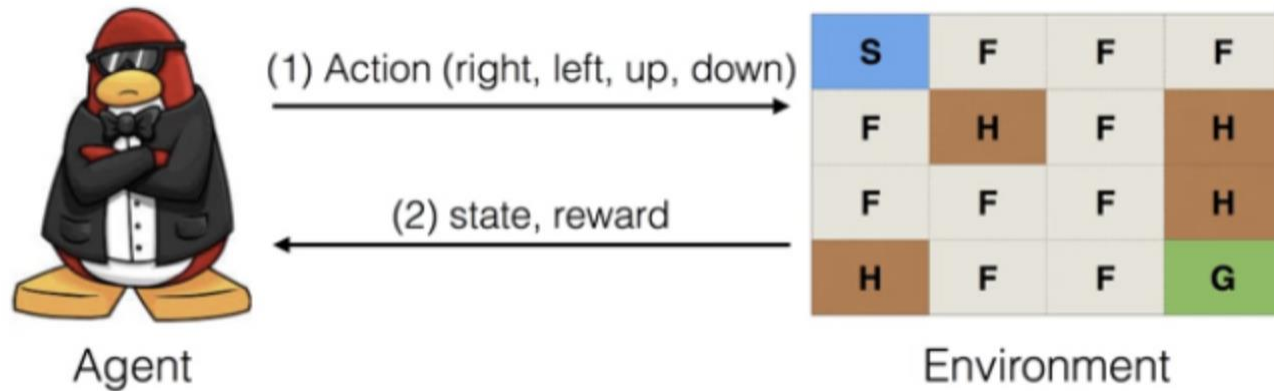 (1) Action (right, left, up, down)
(2) state, reward
Agent
S F F F
F H F H
F F F H
H F F G
Environment